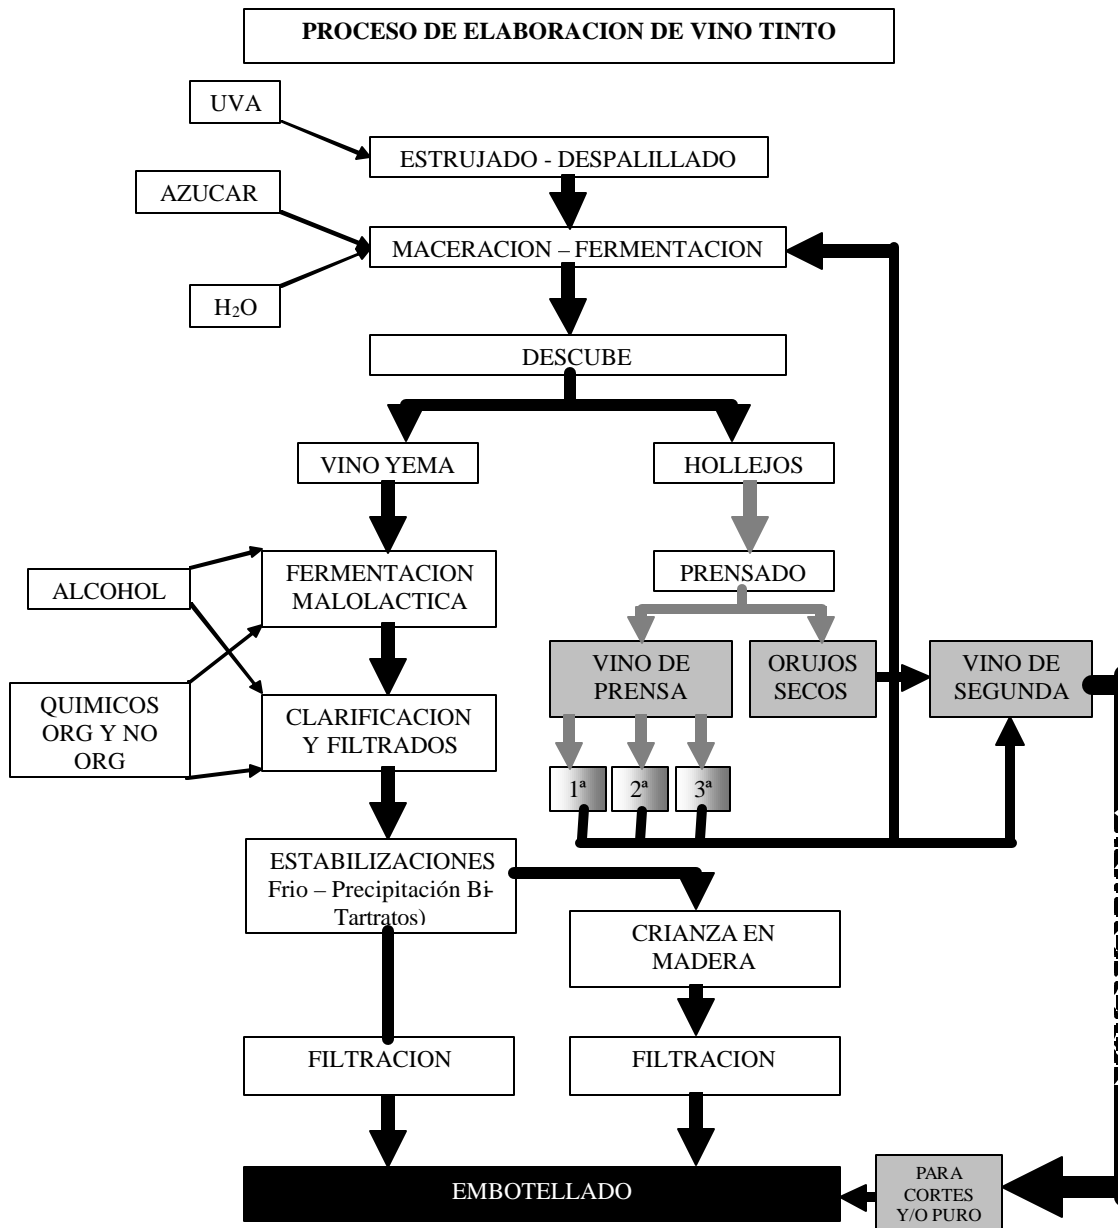 PROCESO DE ELABORACION DE VINO TINTO
UVA
ESTRUJADO - DESPALILLADO
AZUCAR
MACERACION – FERMENTACION
H₂O
DESCUBE
VINO YEMA
HOLLEJOS
FERMENTACION
MALOLACTICA
PRENSADO
ALCOHOL
VINO DE
PRENSA
ORUJOS
SECOS
VINO DE
SEGUNDA
QUIMICOS
ORG Y NO
ORG
CLARIFICACION
Y FILTRADOS
1ª
2ª
3ª
ESTABILIZACIONES
Frio – Precipitación Bi-
Tartratos)
CRIANZA EN
MADERA
FILTRACION
FILTRACION
EMBOTELLADO
PARA
CORTES
Y/O PURO